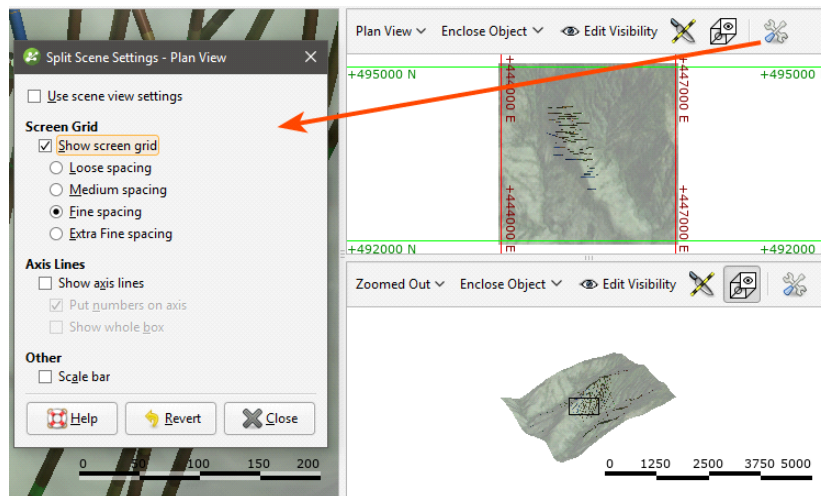 Split Scene Settings - Plan View
Use scene view settings
Screen Grid
Show screen grid
Loose spacing
Medium spacing
Fine spacing
Extra Fine spacing
Axis Lines
Show axis lines
Put numbers on axis
Show whole box
Other
Scale bar
Help Revert Close
0 50 100 150 200
Plan View Enclose Object Edit Visibility
+495000 N +495000
+444000 E
+447000 E
+444000 E
+447000 E
+492000 N +492000
Zoomed Out Enclose Object Edit Visibility
0 1250 2500 3750 5000